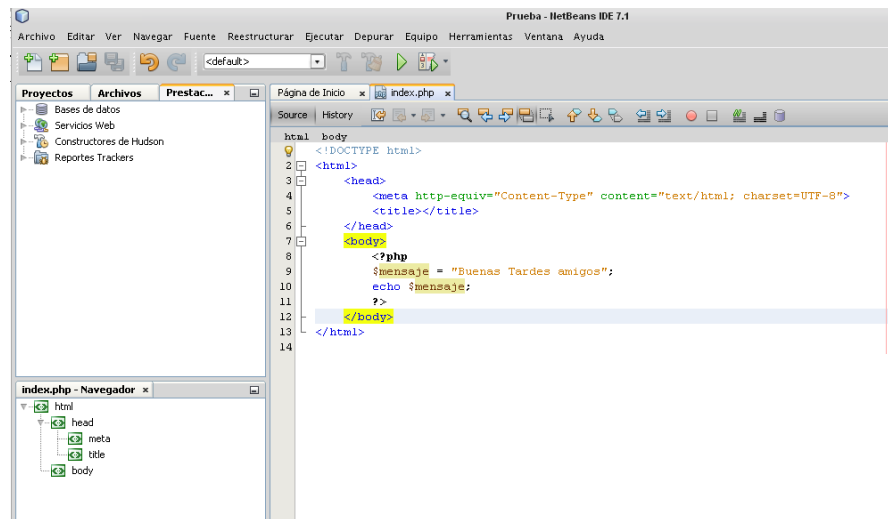 Prueba - NetBeans IDE 7.1
Archivo Editar Ver Navegar Fuente Reestructurar Ejecutar Depurar Equipo Herramientas Ventana Ayuda
<default>
Proyectos Archivos Prestac... x
Bases de datos
Servicios Web
Constructores de Hudson
Reportes Trackers
Página de Inicio x index.php x
Source History
html body
<!DOCTYPE html>
2 <html>
3 <head>
4 <meta http-equiv="Content-Type" content="text/html; charset=UTF-8">
5 <title></title>
6 </head>
7 <body>
8 <?php
9 $mensaje = "Buenas Tardes amigos";
10 echo $mensaje;
11 ?>
12 </body>
13 </html>
14
index.php - Navegador x
html
head
meta
title
body